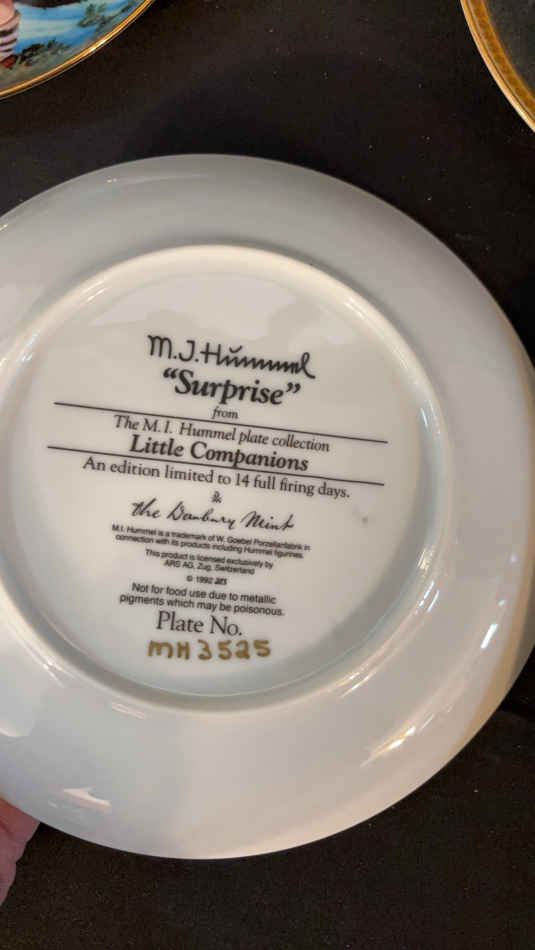 M.J.Hummel
“Surprise”
from
The M. I. Hummel plate collection
Little Companions
An edition limited to 14 full firing days.
the Danbury Mint
M.I. Hummel is a trademark of W. Goebel Porzellanfabrik in
connection with its products including Hummel figurines.
This product is licensed exclusively by
ARS AG, Zug, Switzerland
© 1992 ars
Not for food use due to metallic
pigments which may be poisonous.
Plate No.
MH3525